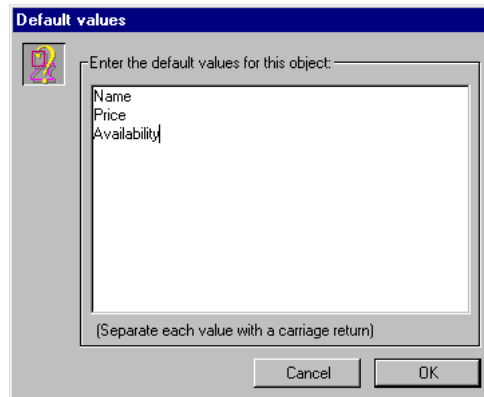 Default values
Enter the default values for this object:
Name
Price
Availability
(Separate each value with a carriage return)
Cancel
OK